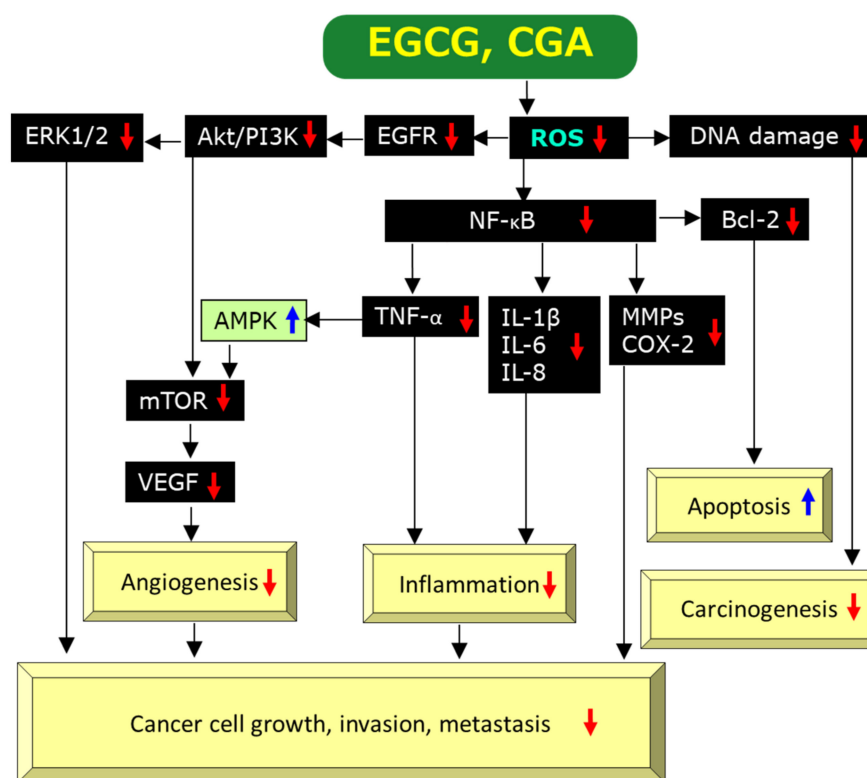 EGCG, CGA
ERK1/2
Akt/PI3K
EGFR
ROS
DNA damage
NF-κB
Bcl-2
AMPK
TNF-α
IL-1β
IL-6
IL-8
MMPs
COX-2
mTOR
VEGF
Apoptosis
Angiogenesis
Inflammation
Carcinogenesis
Cancer cell growth, invasion, metastasis